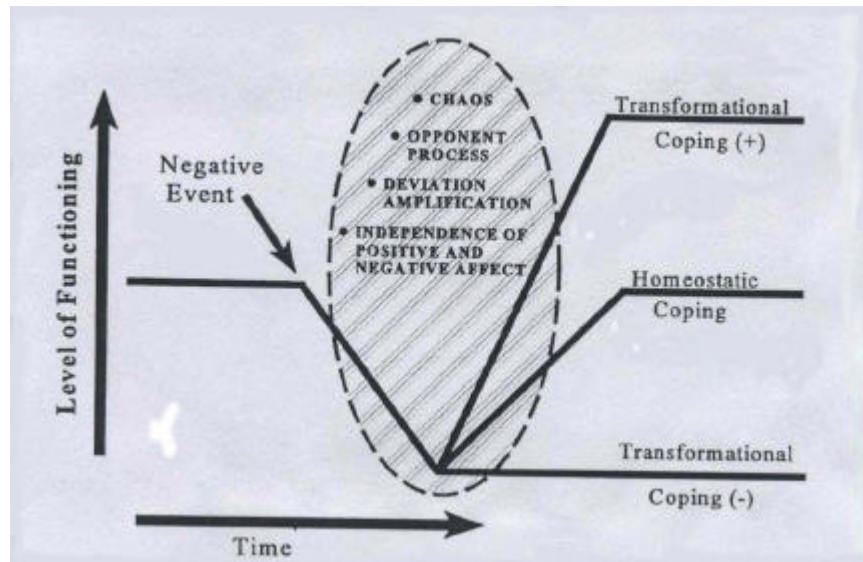 Level of Functioning
Negative
Event
• CHAOS
• OPPONENT
PROCESS
• DEVIATION
AMPLIFICATION
• INDEPENDENCE OF
POSITIVE AND
NEGATIVE AFFECT
Transformational
Coping (+)
Homeostatic
Coping
Transformational
Coping (-)
Time